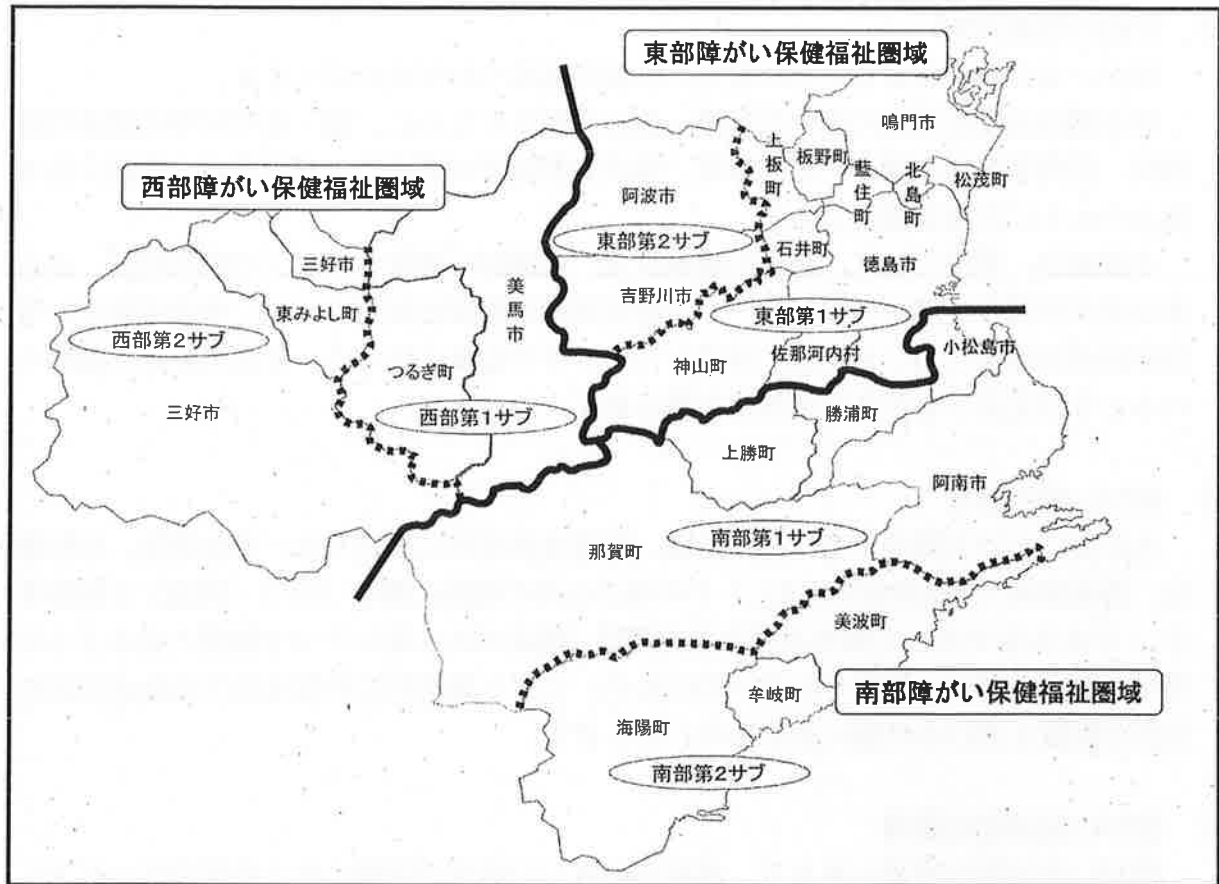 東部障がい保健福祉圏域
鳴門市
上板町
板野町
藍住町
北島町
松茂町
西部障がい保健福祉圏域
阿波市
東部第2サブ
石井町
徳島市
三好市
美馬市
吉野川市
東みよし町
東部第1サブ
西部第2サブ
佐那河内村
小松島市
神山町
つるぎ町
三好市
西部第1サブ
勝浦町
上勝町
阿南市
南部第1サブ
那賀町
美波町
牟岐町
南部障がい保健福祉圏域
海陽町
南部第2サブ